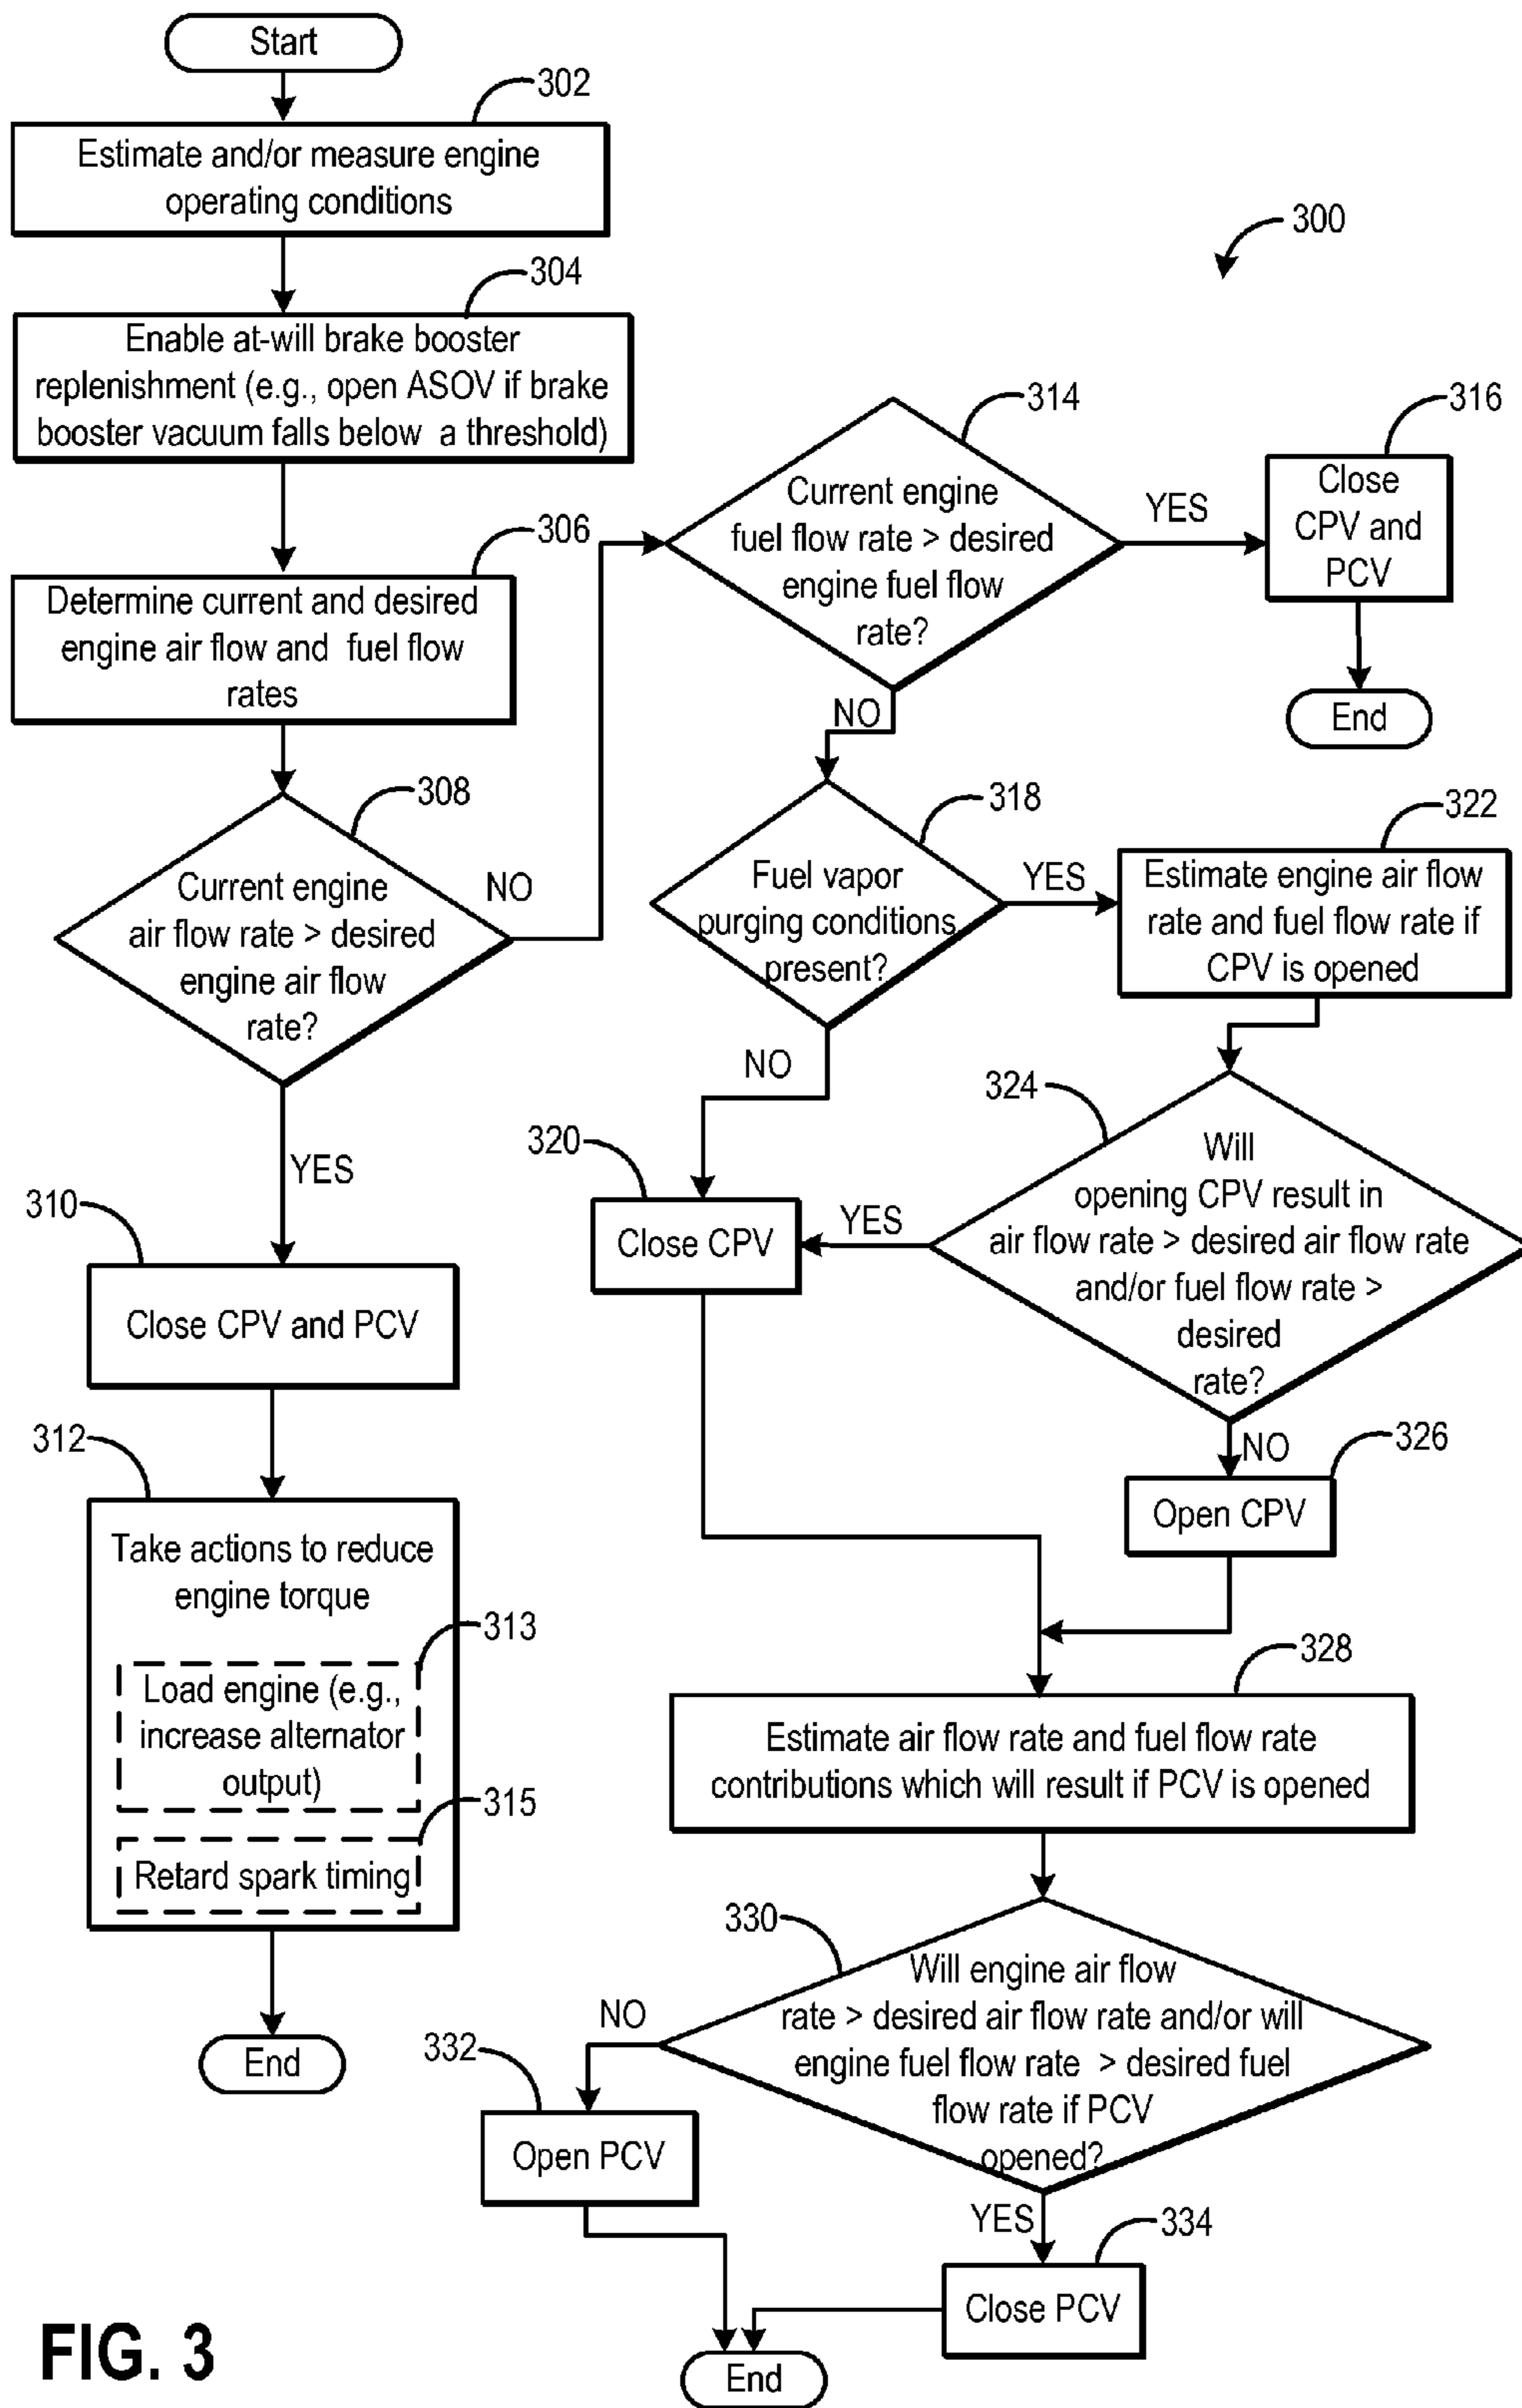 Start
302
Estimate and/or measure engine
operating conditions
300
304
Enable at-will brake booster
replenishment (e.g., open ASOV if brake
booster vacuum falls below a threshold)
306
Determine current and desired
engine air flow and fuel flow
rates
308
Current engine
air flow rate > desired
engine air flow
rate?
NO
YES
310
Close CPV and PCV
312
Take actions to reduce
engine torque
313
Load engine (e.g.,
increase alternator
output)
315
Retard spark timing
End
314
Current engine
fuel flow rate > desired
engine fuel flow
rate?
YES
316
Close
CPV and
PCV
End
NO
318
Fuel vapor
purging conditions
present?
YES
322
Estimate engine air flow
rate and fuel flow rate if
CPV is opened
NO
320
Close CPV
324
Will
opening CPV result in
air flow rate > desired air flow rate
and/or fuel flow rate >
desired
rate?
YES
NO
326
Open CPV
328
Estimate air flow rate and fuel flow rate
contributions which will result if PCV is opened
330
Will engine air flow
rate > desired air flow rate and/or will
engine fuel flow rate > desired fuel
flow rate if PCV
opened?
NO
332
Open PCV
YES
334
Close PCV
End
FIG. 3